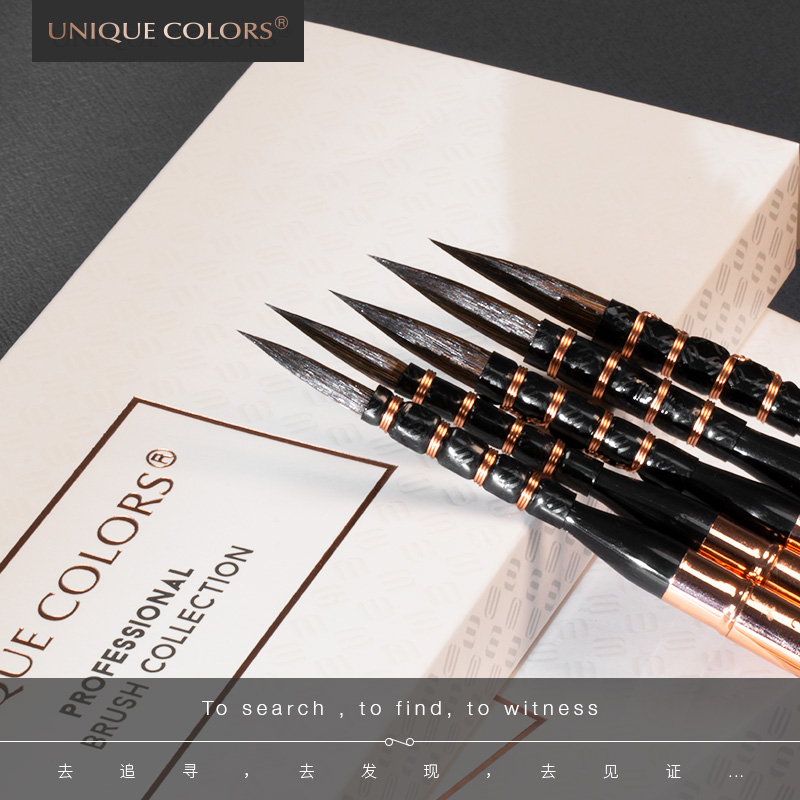 UNIQUE COLORS®
QUE COLORS®
PROFESSIONAL
BRUSH COLLECTION
To search , to find, to witness
去追寻，去发现，去见证...